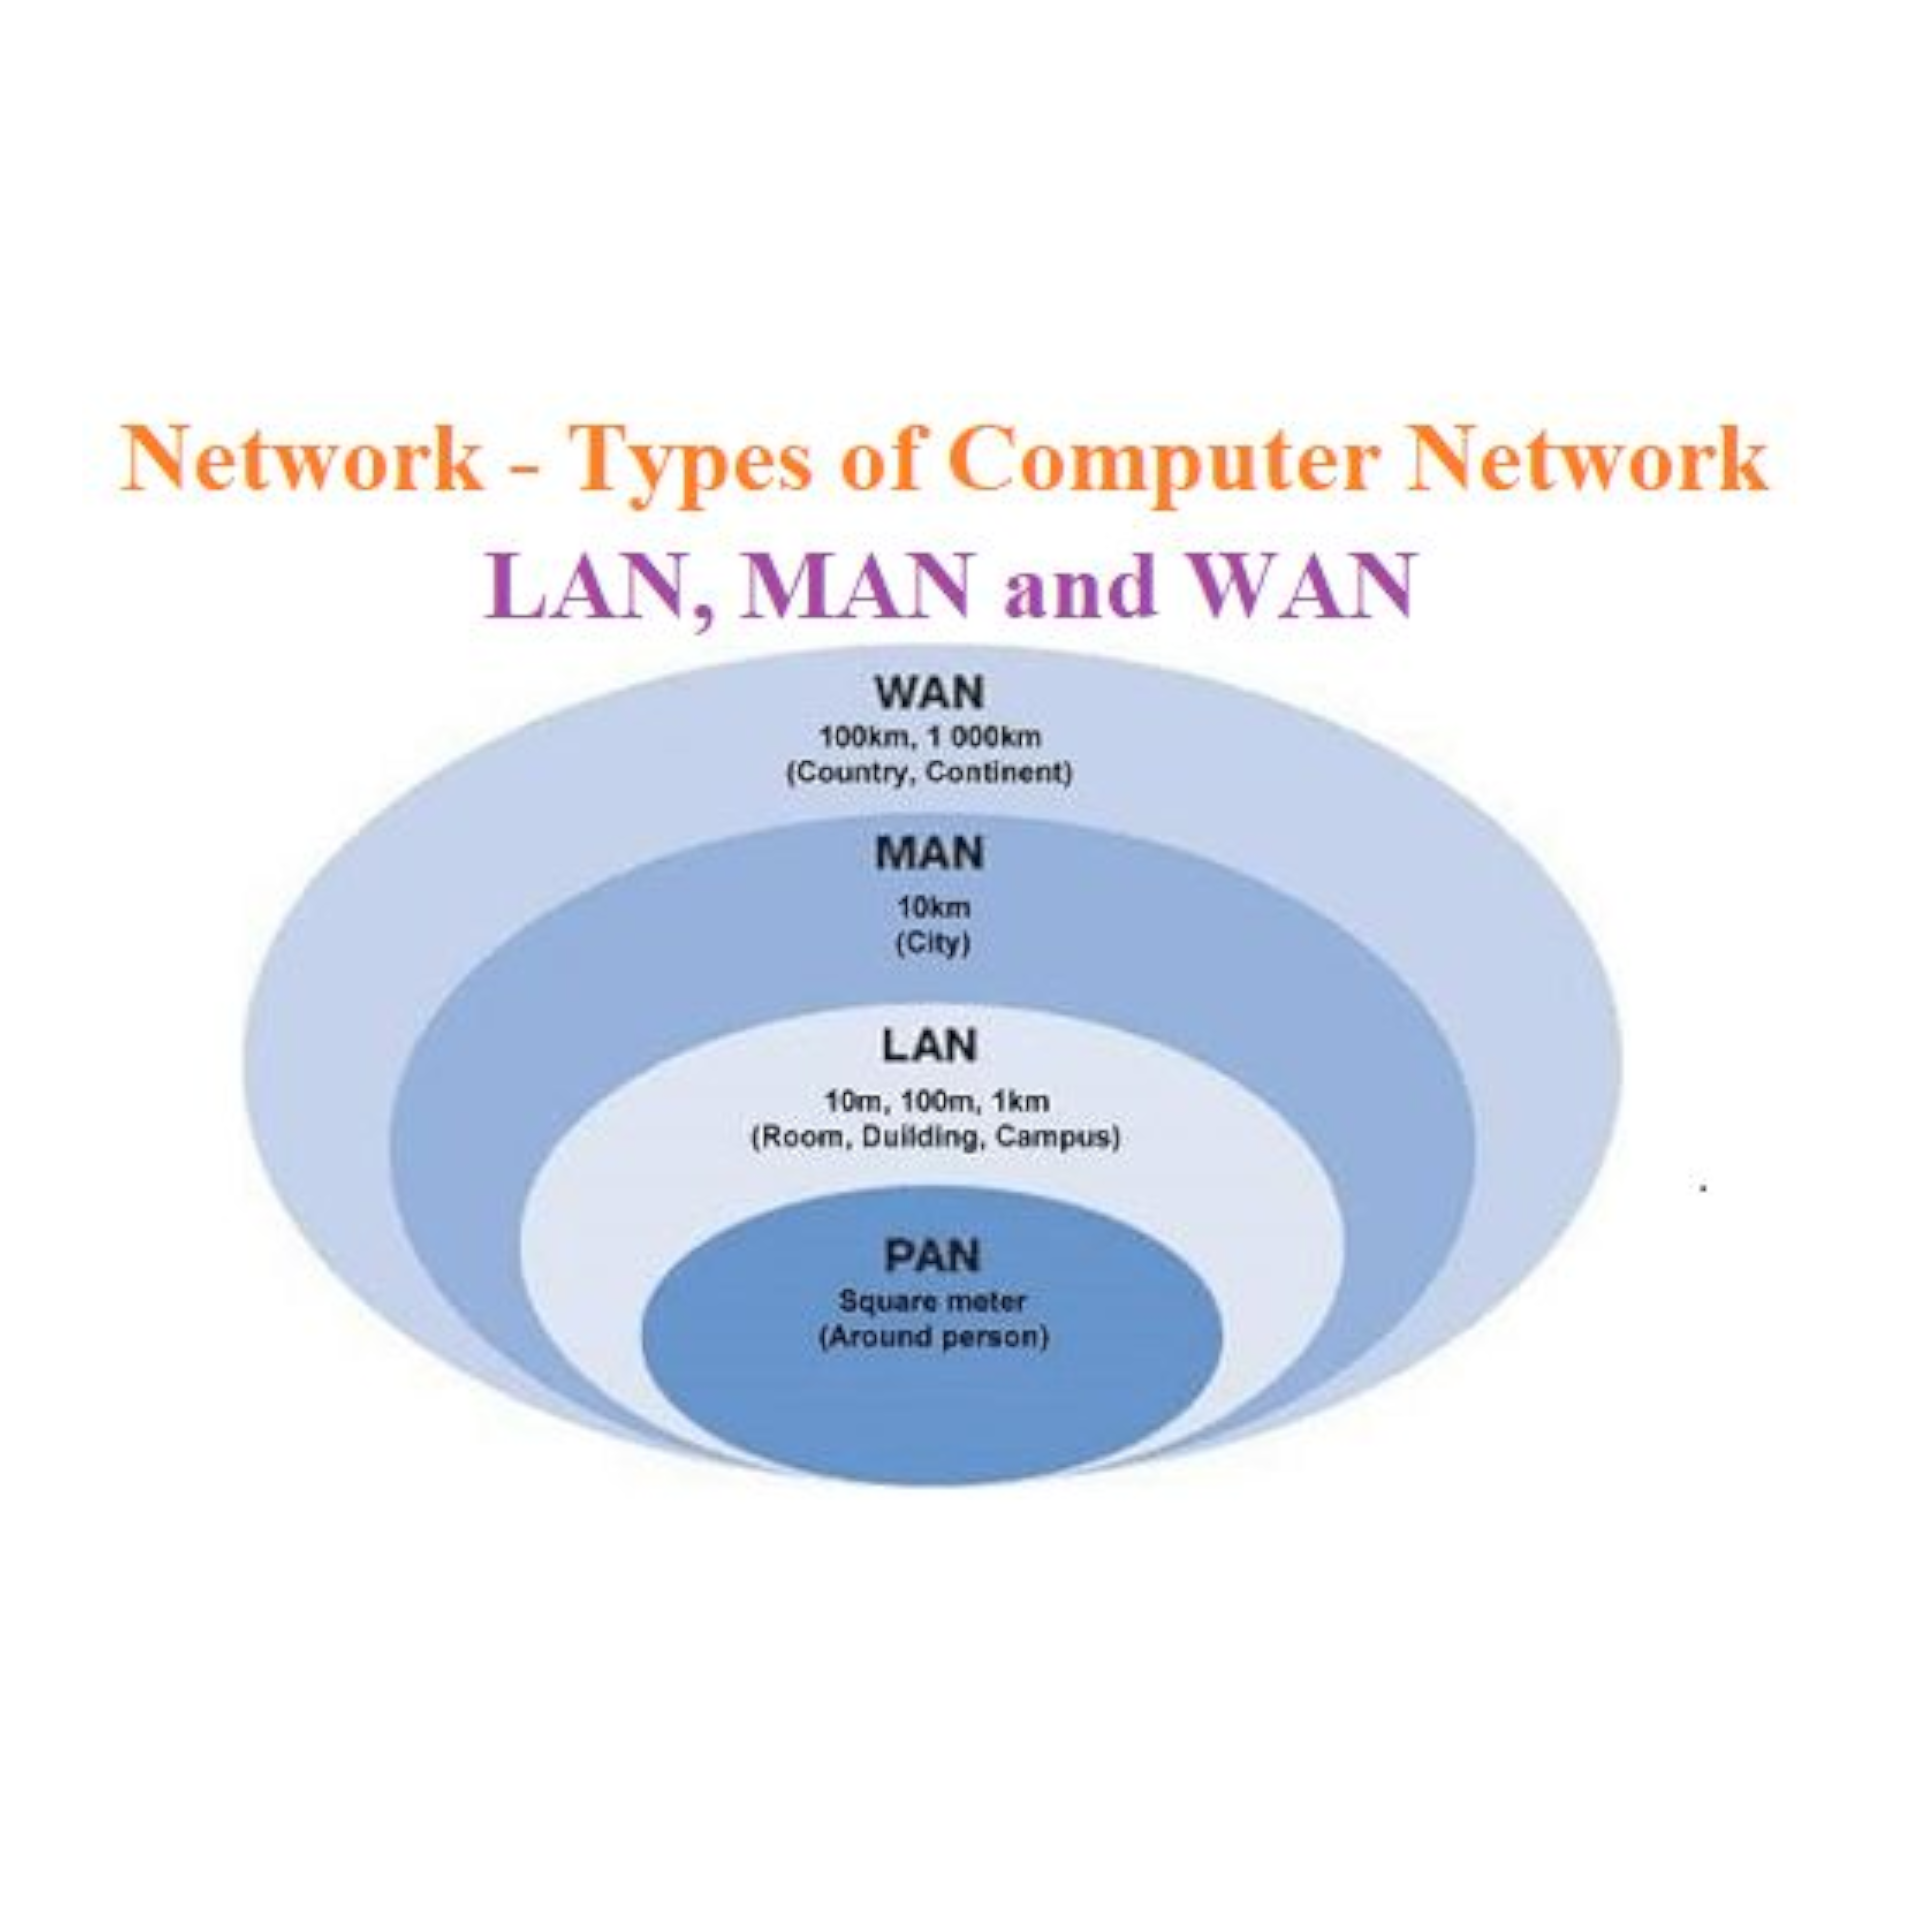 Network - Types of Computer Network
LAN, MAN and WAN
WAN
100km, 1 000km
(Country, Continent)
MAN
10km
(City)
LAN
10m, 100m, 1km
(Room, Duilding, Campus)
PAN
Square meter
(Around person)